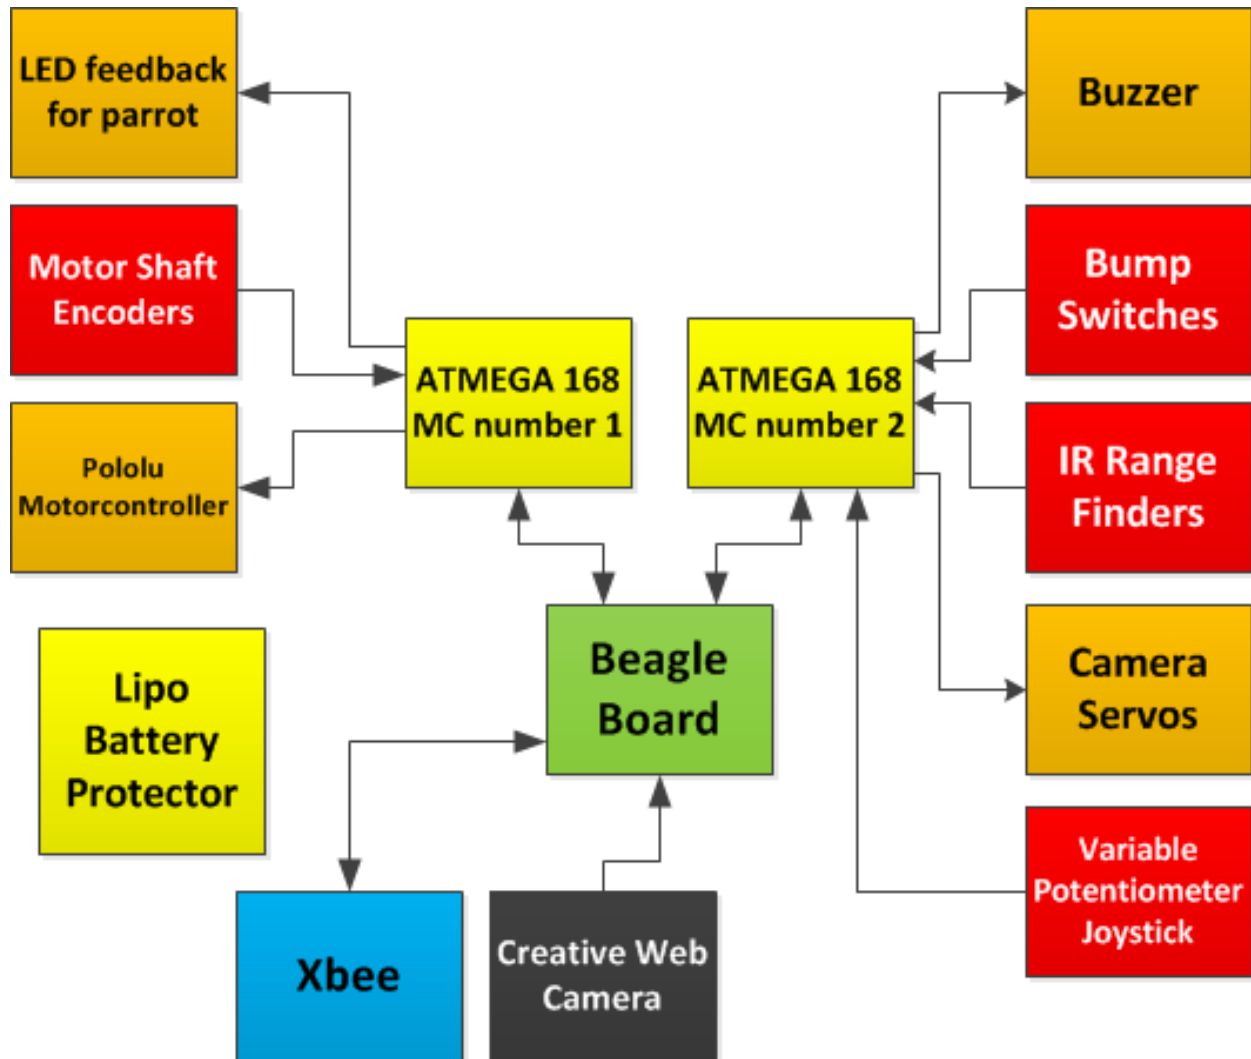 LED feedback
for parrot
Buzzer
Motor Shaft
Encoders
Bump
Switches
ATMEGA 168
MC number 1
ATMEGA 168
MC number 2
Pololu
Motorcontroller
IR Range
Finders
Lipo
Battery
Protector
Beagle
Board
Camera
Servos
Xbee
Creative Web
Camera
Variable
Potentiometer
Joystick